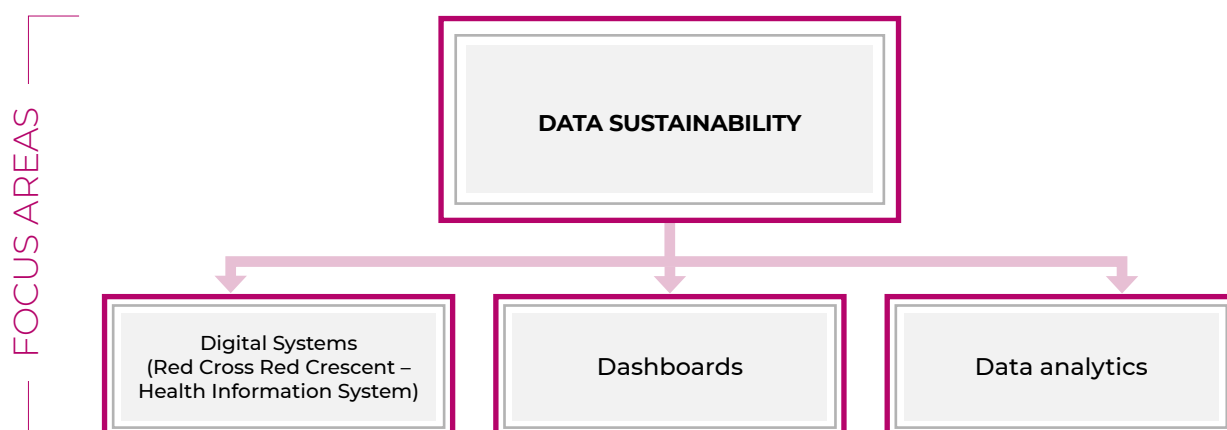 FOCUS AREAS
DATA SUSTAINABILITY
Digital Systems
(Red Cross Red Crescent –
Health Information System)
Dashboards
Data analytics